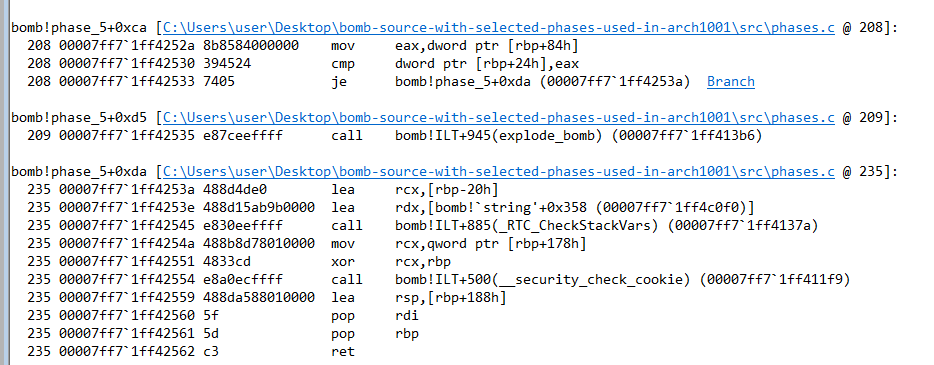 bomb!phase_5+0xca [C:\Users\user\Desktop\bomb-source-with-selected-phases-used-in-arch1001\src\phases.c @ 208]:
208 00007ff7`1ff4252a 8b8584000000 mov eax,dword ptr [rbp+84h]
208 00007ff7`1ff42530 394524 cmp dword ptr [rbp+24h],eax
208 00007ff7`1ff42533 7405 je bomb!phase_5+0xda (00007ff7`1ff4253a) Branch
bomb!phase_5+0xd5 [C:\Users\user\Desktop\bomb-source-with-selected-phases-used-in-arch1001\src\phases.c @ 209]:
209 00007ff7`1ff42535 e87ceeffff call bomb!ILT+945(explode_bomb) (00007ff7`1ff413b6)
bomb!phase_5+0xda [C:\Users\user\Desktop\bomb-source-with-selected-phases-used-in-arch1001\src\phases.c @ 235]:
235 00007ff7`1ff4253a 488d4de0 lea rcx,[rbp-20h]
235 00007ff7`1ff4253e 488d15ab9b0000 lea rdx,[bomb!`string'+0x358 (00007ff7`1ff4c0f0)]
235 00007ff7`1ff42545 e830eeffff call bomb!ILT+885(_RTC_CheckStackVars) (00007ff7`1ff4137a)
235 00007ff7`1ff4254a 488b8d78010000 mov rcx,qword ptr [rbp+178h]
235 00007ff7`1ff42551 4833cd xor rcx,rbp
235 00007ff7`1ff42554 e8a0ecffff call bomb!ILT+500(__security_check_cookie) (00007ff7`1ff411f9)
235 00007ff7`1ff42559 488da588010000 lea rsp,[rbp+188h]
235 00007ff7`1ff42560 5f pop rdi
235 00007ff7`1ff42561 5d pop rbp
235 00007ff7`1ff42562 c3 ret